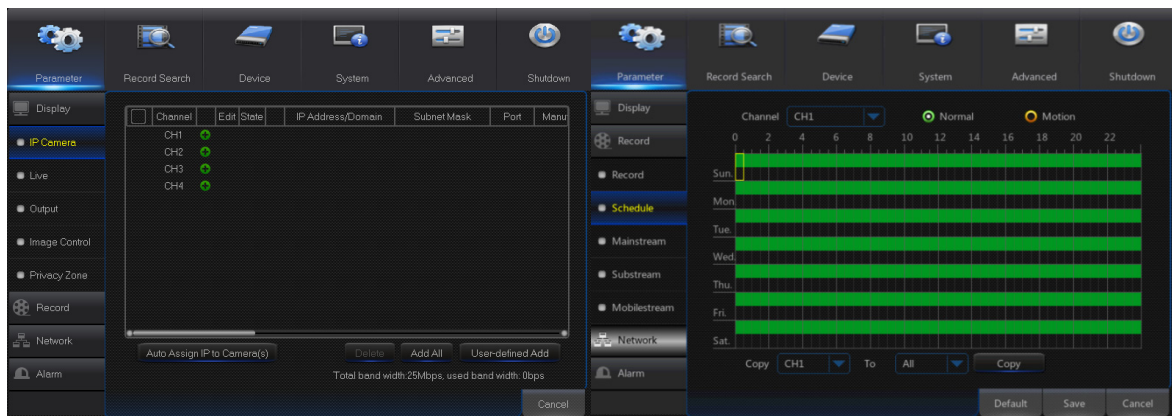 Parameter Record Search Device System Advanced Shutdown
Display
IP Camera
Live
Output
Image Control
Privacy Zone
Record
Network
Alarm
Channel Edit State IP Address/Domain Subnet Mask Port Manu
CH1
CH2
CH3
CH4
Auto Assign IP to Camera(s) Delete Add All User-defined Add
Total band width:25Mbps, used band width: 0bps
Cancel
Parameter Record Search Device System Advanced Shutdown
Display
Record
Record
Schedule
Mainstream
Substream
Mobilestream
Network
Alarm
Channel CH1 Normal Motion
0 2 4 6 8 10 12 14 16 18 20 22
Sun.
Mon
Tue.
Wed.
Thu.
Fri.
Sat.
Copy CH1 To All Copy
Default Save Cancel